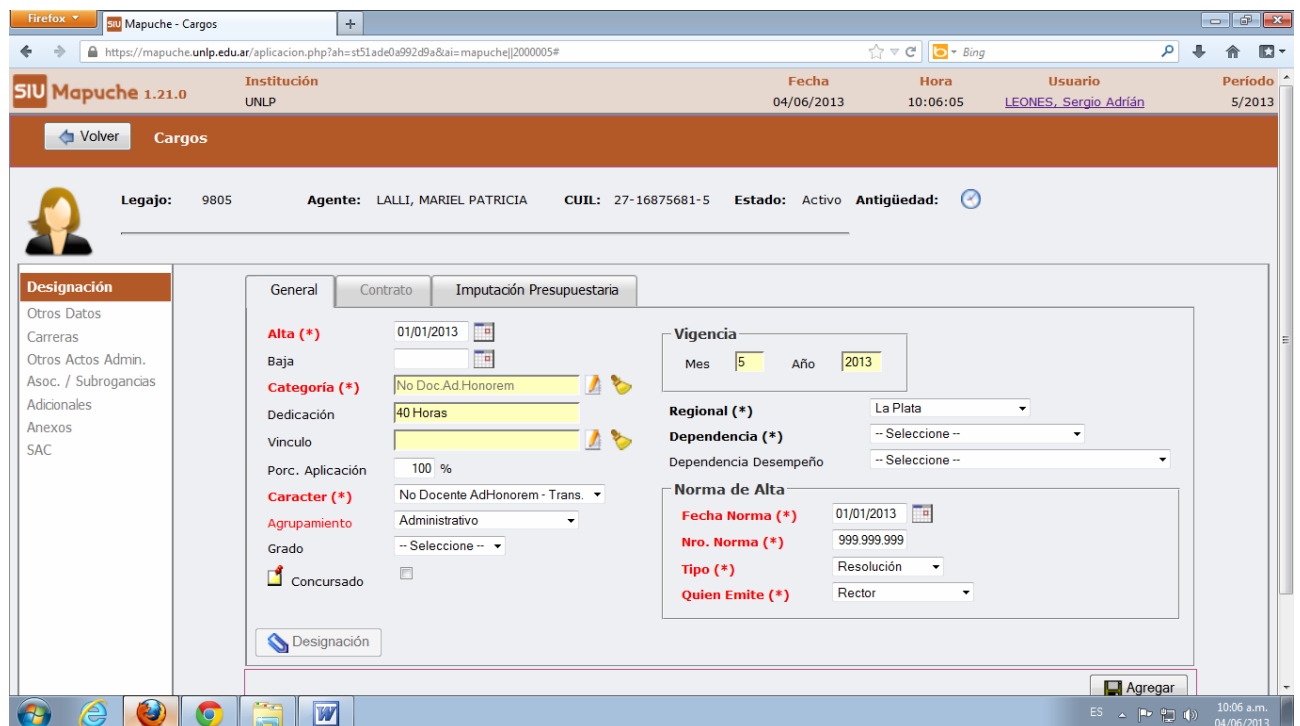 Firefox
SIU Mapuche - Cargos
+
https://mapuche.unlp.edu.ar/aplicacion.php?ah=st51ade0a992d9a&ai=mapuche||2000005#
Bing
SIU Mapuche 1.21.0
Institución
UNLP
Fecha
04/06/2013
Hora
10:06:05
Usuario
LEONES, Sergio Adrián
Período
5/2013
Volver
Cargos
Legajo: 9805 Agente: LALLI, MARIEL PATRICIA CUIL: 27-16875681-5 Estado: Activo Antigüedad:
Designación
Otros Datos
Carreras
Otros Actos Admin.
Asoc. / Subrogancias
Adicionales
Anexos
SAC
General Contrato Imputación Presupuestaria
Alta (*) 01/01/2013
Baja
Categoría (*) No Doc.Ad.Honorem
Dedicación 40 Horas
Vinculo
Porc. Aplicación 100 %
Caracter (*) No Docente AdHonorem - Trans.
Agrupamiento Administrativo
Grado -- Seleccione --
Concursado
Designación
Vigencia
Mes 5 Año 2013
Regional (*) La Plata
Dependencia (*) -- Seleccione --
Dependencia Desempeño -- Seleccione --
Norma de Alta
Fecha Norma (*) 01/01/2013
Nro. Norma (*) 999.999.999
Tipo (*) Resolución
Quien Emite (*) Rector
Agregar
W
ES
10:06 a.m.
04/06/2013